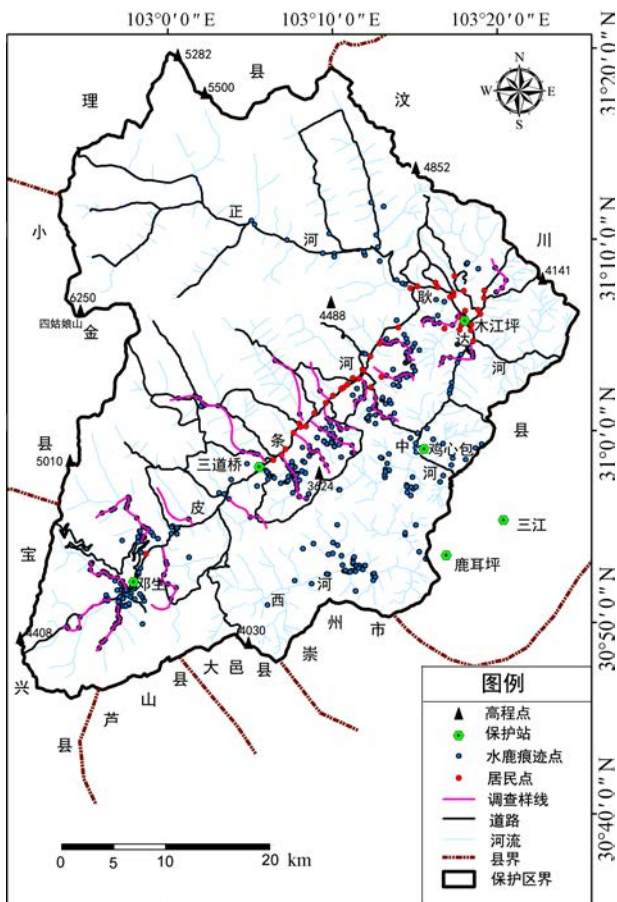 103°0'0"E 103°10'0"E 103°20'0"E
5282
5500
理 县 汶
31°20'0"N
N
W E
S
4852
川
小
正
河
31°10'0"N
4141
耿
6250
四姑娘山
金
4488
木江坪
达
河
河
县
5010
条
31°0'0"N
中
鸡心包
河
县
三道桥
3624
皮
三江
鹿耳坪
宝
邓生
西
河
30°50'0"N
4408
4030
兴
县
芦
山
县
大
邑
县
崇
州
市
图例
高程点
保护站
水鹿痕迹点
居民点
调查样线
道路
河流
县界
保护区界
30°40'0"N
0 5 10 20 km